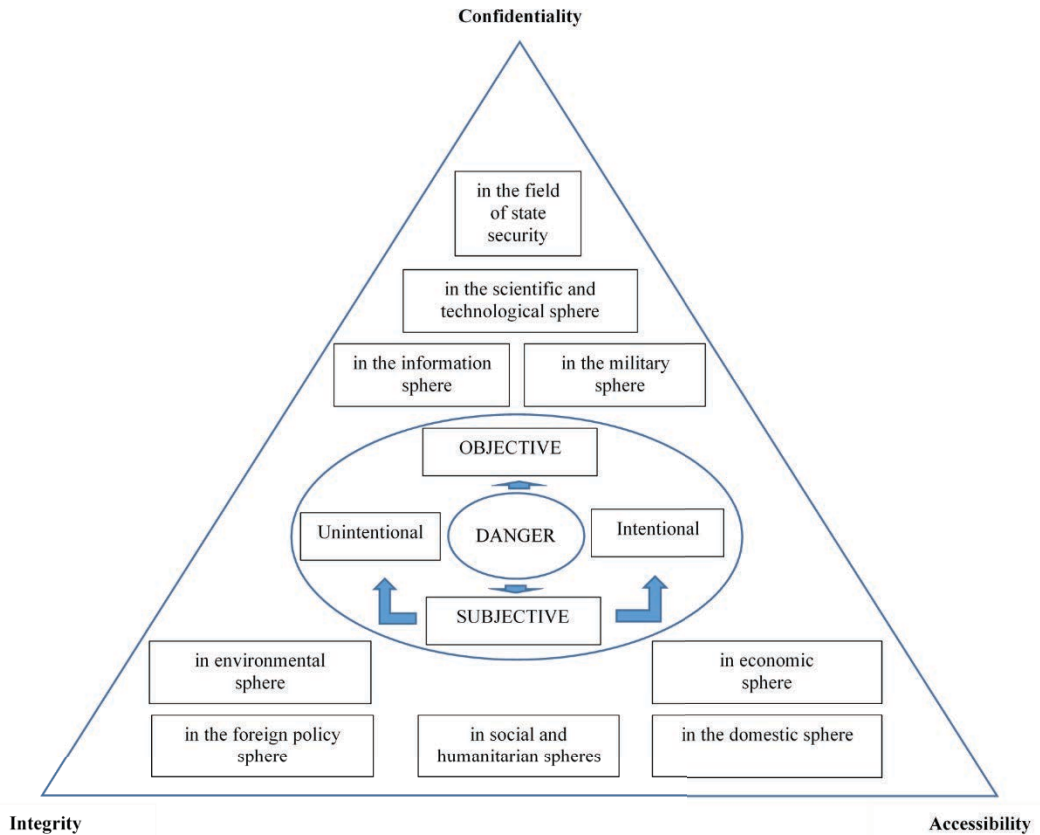 Confidentiality
in the field
of state
security
in the scientific and
technological sphere
in the information
sphere
in the military
sphere
OBJECTIVE
Unintentional
DANGER
Intentional
SUBJECTIVE
in environmental
sphere
in economic
sphere
in the foreign policy
sphere
in social and
humanitarian spheres
in the domestic sphere
Integrity
Accessibility